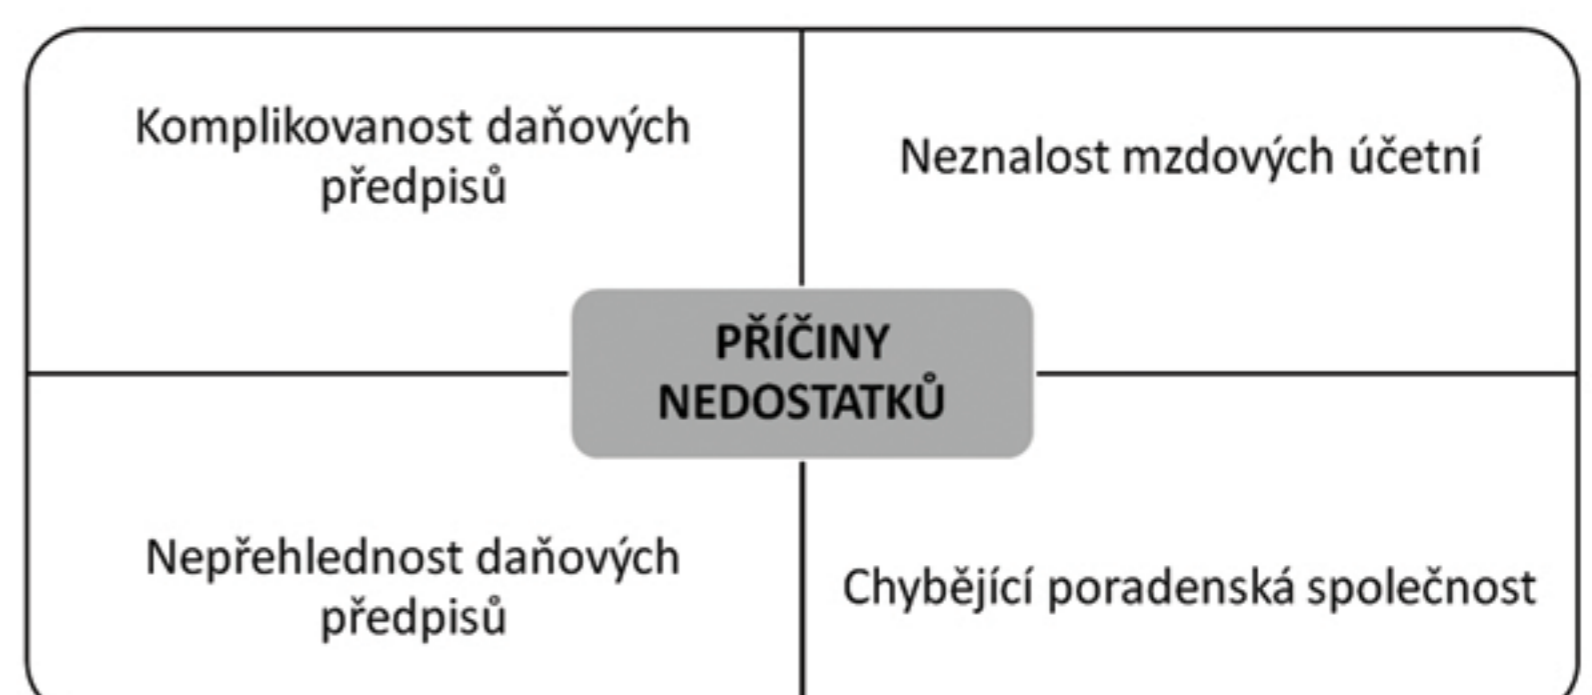 Komplikovanost daňových
předpisů
Neznalost mzdových účetní
PŘÍČINY
NEDOSTATKŮ
Nepřehlednost daňových
předpisů
Chybějící poradenská společnost